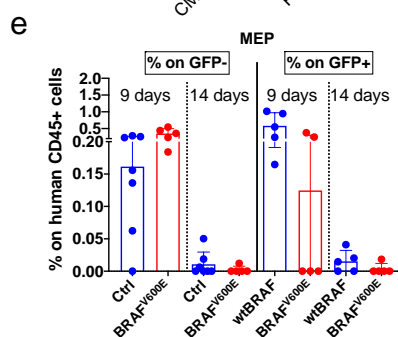 e
MEP
% on GFP- % on GFP+
9 days 14 days 9 days 14 days
% on human CD45+ cells
2.0
1.5
1.0
0.5
0.20
0.15
0.10
0.05
0.00
Ctrl BRAFV600E Ctrl BRAFV600E wtBRAF BRAFV600E wtBRAF BRAFV600E